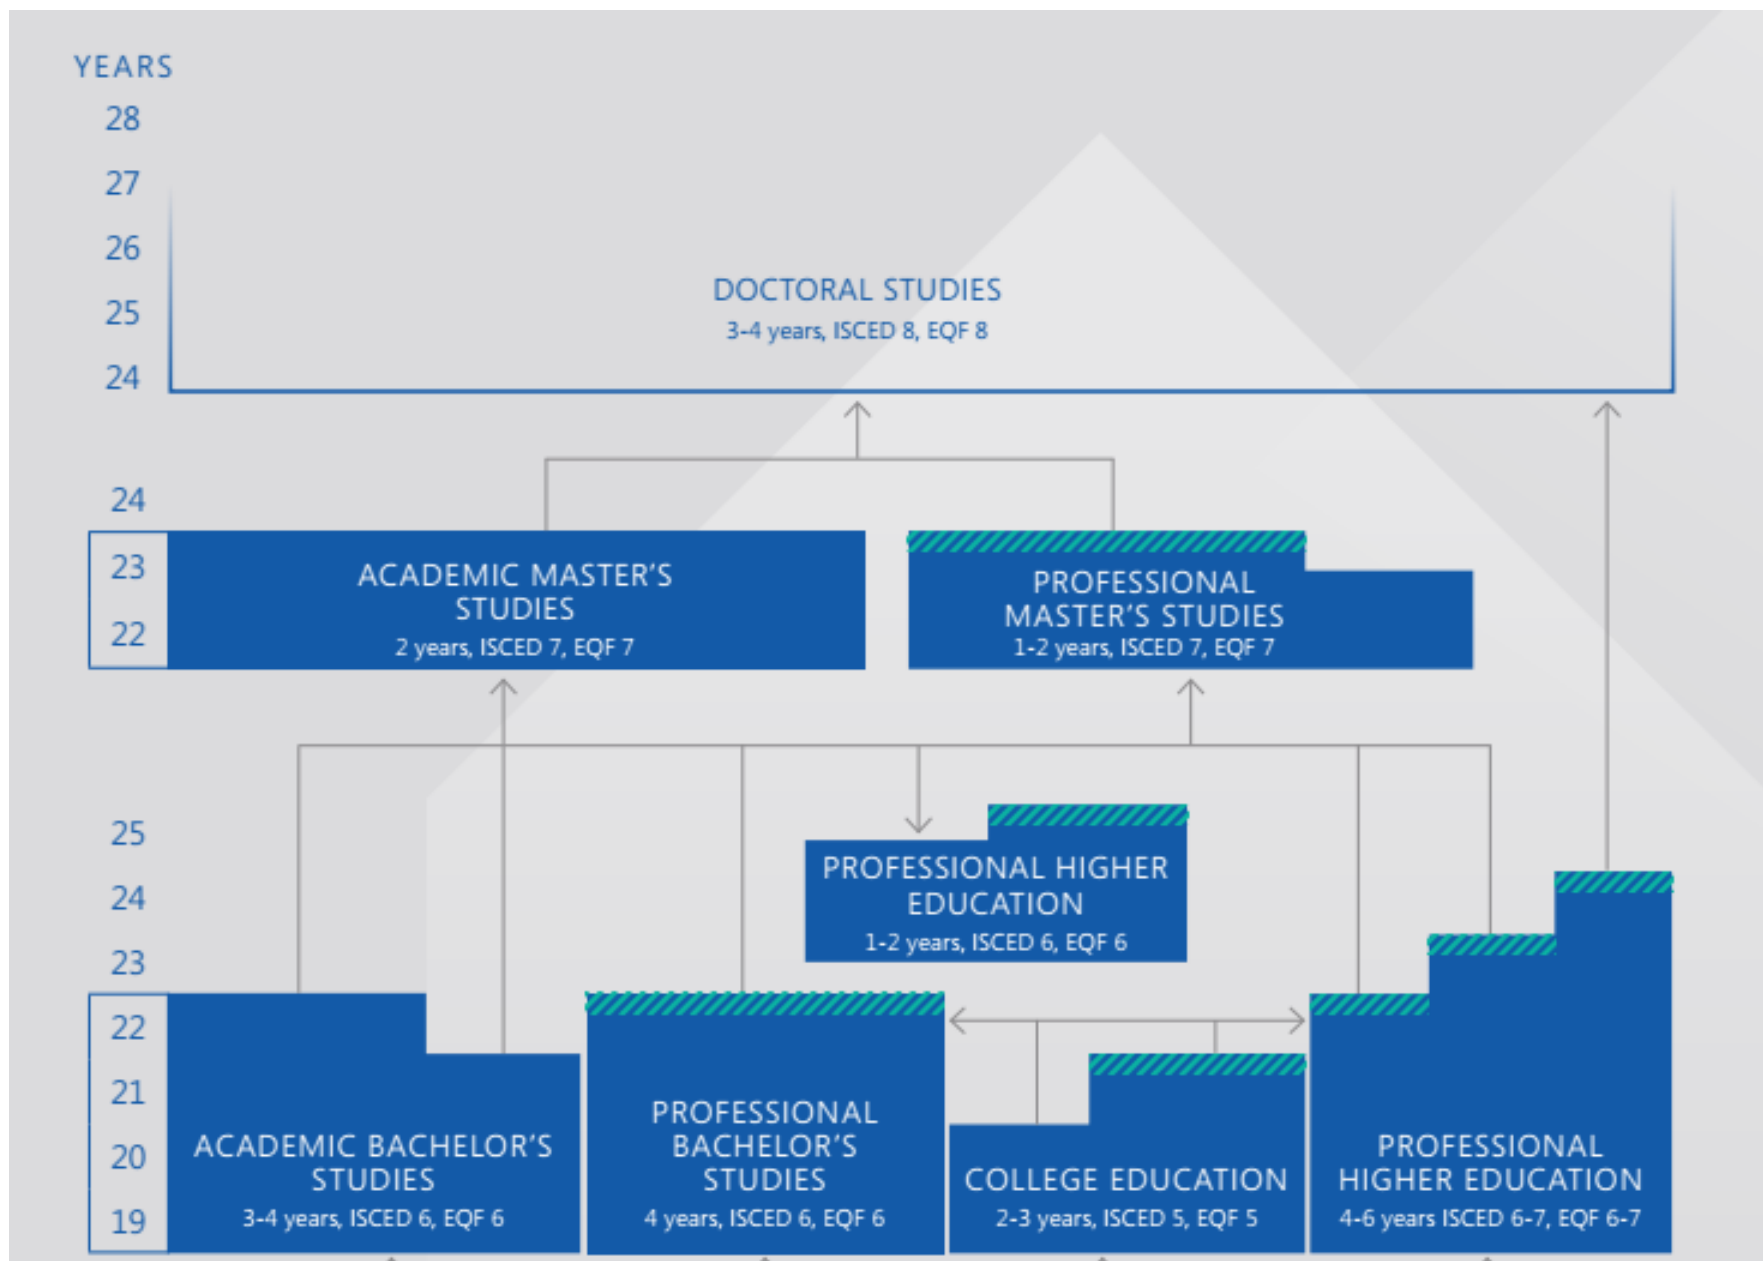 YEARS
28
27
26
25
24
DOCTORAL STUDIES
3-4 years, ISCED 8, EQF 8
24
23
22
ACADEMIC MASTER'S
STUDIES
2 years, ISCED 7, EQF 7
PROFESSIONAL
MASTER'S STUDIES
1-2 years, ISCED 7, EQF 7
25
24
23
22
21
20
19
PROFESSIONAL HIGHER
EDUCATION
1-2 years, ISCED 6, EQF 6
ACADEMIC BACHELOR'S
STUDIES
3-4 years, ISCED 6, EQF 6
PROFESSIONAL
BACHELOR'S
STUDIES
4 years, ISCED 6, EQF 6
COLLEGE EDUCATION
2-3 years, ISCED 5, EQF 5
PROFESSIONAL
HIGHER EDUCATION
4-6 years ISCED 6-7, EQF 6-7